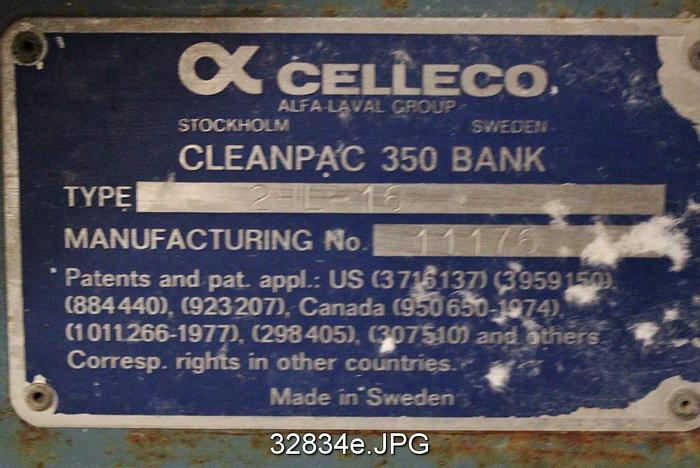 α CELLECO
ALFA-LAVAL GROUP
STOCKHOLM SWEDEN
CLEANPAC 350 BANK
TYPE 2HL-16
MANUFACTURING No. 11176
Patents and pat. appl.: US (3716137) (3959150),
(884440), (923207), Canada (950650-1974),
(1011266-1977), (298405), (307510) and others.
Corresp. rights in other countries.
Made in Sweden
32834e.JPG